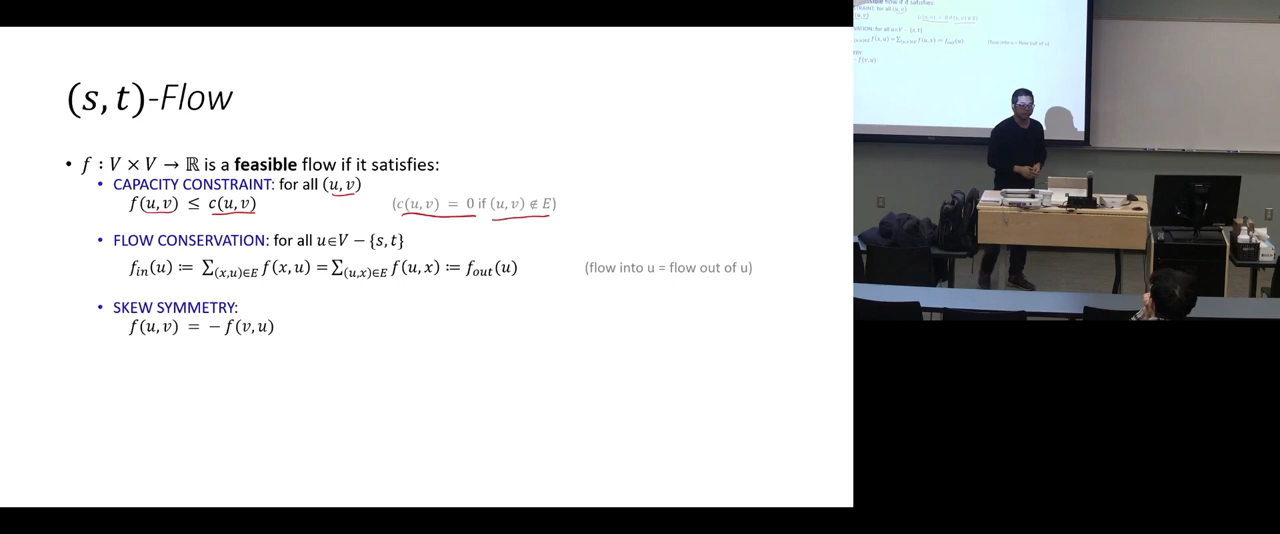 (s, t)-Flow
• f : V × V → ℝ is a feasible flow if it satisfies:
• CAPACITY CONSTRAINT: for all (u, v)
f(u, v) ≤ c(u, v) (c(u, v) = 0 if (u, v) ∉ E)
• FLOW CONSERVATION: for all u∈V − {s, t}
f_in(u) ≔ ∑_(x,u)∈E f(x, u) = ∑_(u,x)∈E f(u, x) ≔ f_out(u) (flow into u = flow out of u)
• SKEW SYMMETRY:
f(u, v) = − f(v, u)